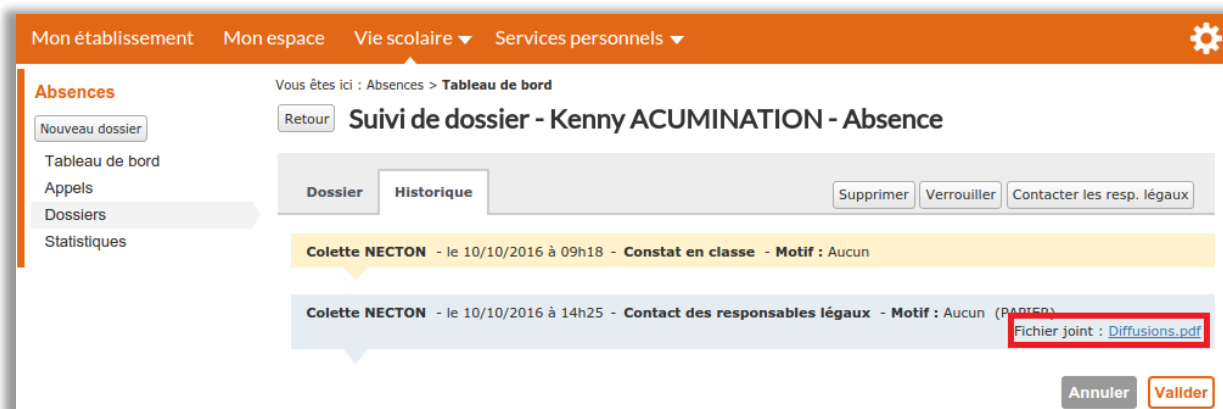 Mon établissement Mon espace Vie scolaire Services personnels
Absences
Nouveau dossier
Tableau de bord
Appels
Dossiers
Statistiques
Vous êtes ici : Absences > Tableau de bord
Retour Suivi de dossier - Kenny ACUMINATION - Absence
Dossier Historique Supprimer Verrouiller Contacter les resp. légaux
Colette NECTON - le 10/10/2016 à 09h18 - Constat en classe - Motif : Aucun
Colette NECTON - le 10/10/2016 à 14h25 - Contact des responsables légaux - Motif : Aucun (PAPIER)
Fichier joint : Diffusions.pdf
Annuler Valider